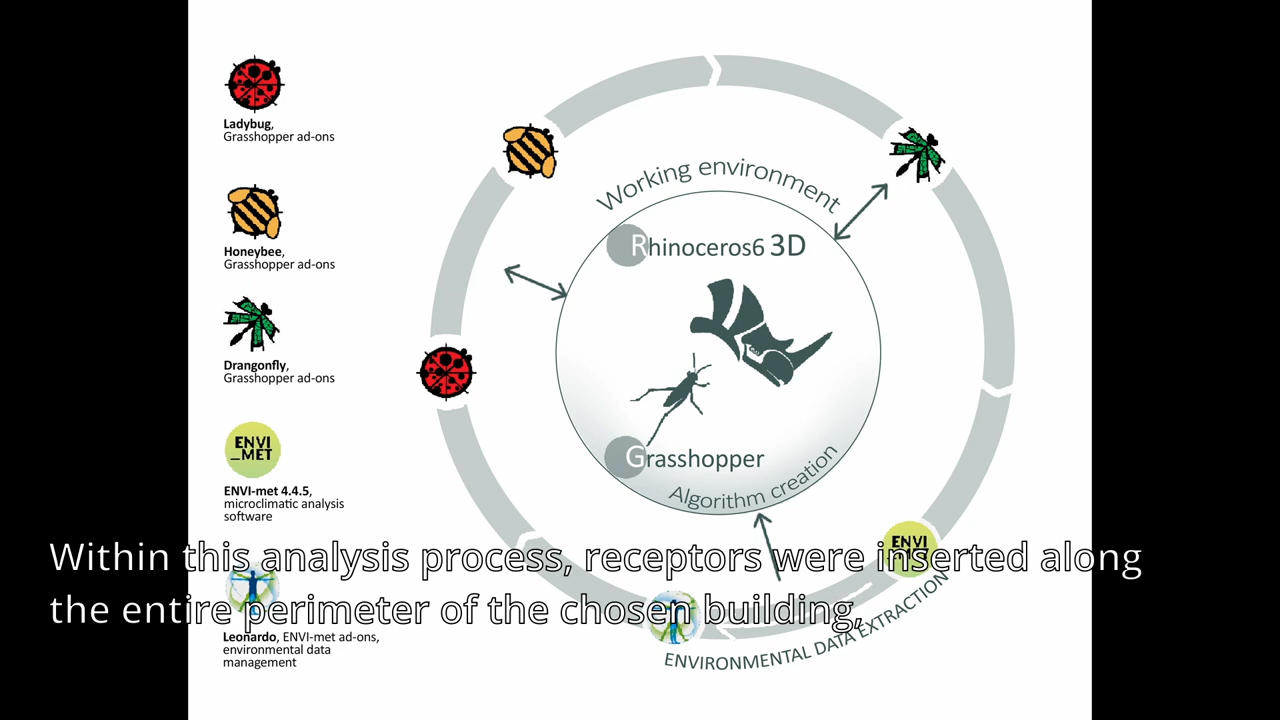 Ladybug,
Grasshopper ad-ons
Honeybee,
Grasshopper ad-ons
Drangonfly,
Grasshopper ad-ons
ENVI
_MET
ENVI-met 4.4.5,
microclimatic analysis
software
Leonardo, ENVI-met ad-ons,
environmental data
management
Working environment
Rhinoceros6 3D
Grasshopper
Algorithm creation
ENVI
ENVIRONMENTAL DATA EXTRACTION
Within this analysis process, receptors were inserted along
the entire perimeter of the chosen building,